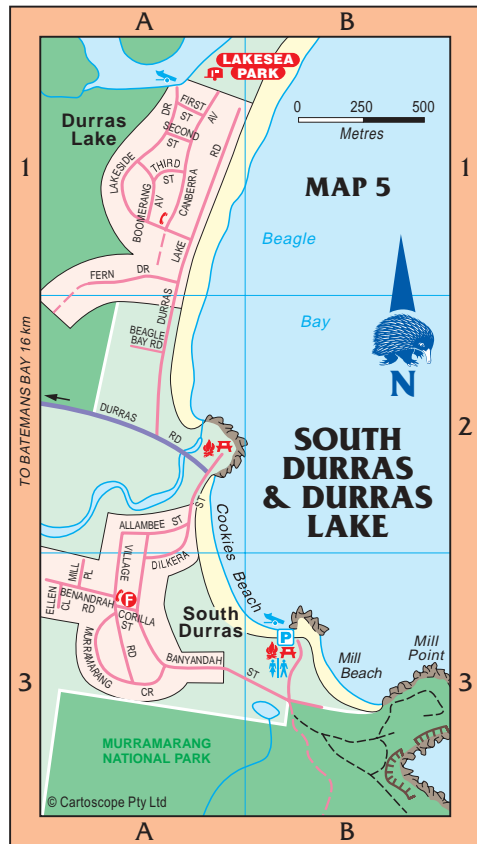 A
B
LAKESEA
PARK
Durras
Lake
FIRST
ST
SECOND
ST
THIRD
ST
LAKESIDE
DR
BOOMERANG
AV
CANBERRA
AV
0 250 500
Metres
1
1
MAP 5
Beagle
Bay
FERN DR
DURRAS
LAKE
RD
BEAGLE
BAY RD
N
TO BATEMANS BAY 16 km
DURRAS
RD
2
SOUTH
DURRAS
& DURRAS
LAKE
ALLAMBEE ST
ST
VILLAGE
RD
DILKERA
Cookies Beach
MILL
PL
ELLEN
CL
BENANDRAH
RD
F
CORILLA
ST
South
Durras
P
MURRAMARANG
CR
BANYANDAH
ST
Mill
Beach
Mill
Point
3
3
MURRAMARANG
NATIONAL PARK
© Cartoscope Pty Ltd
A
B